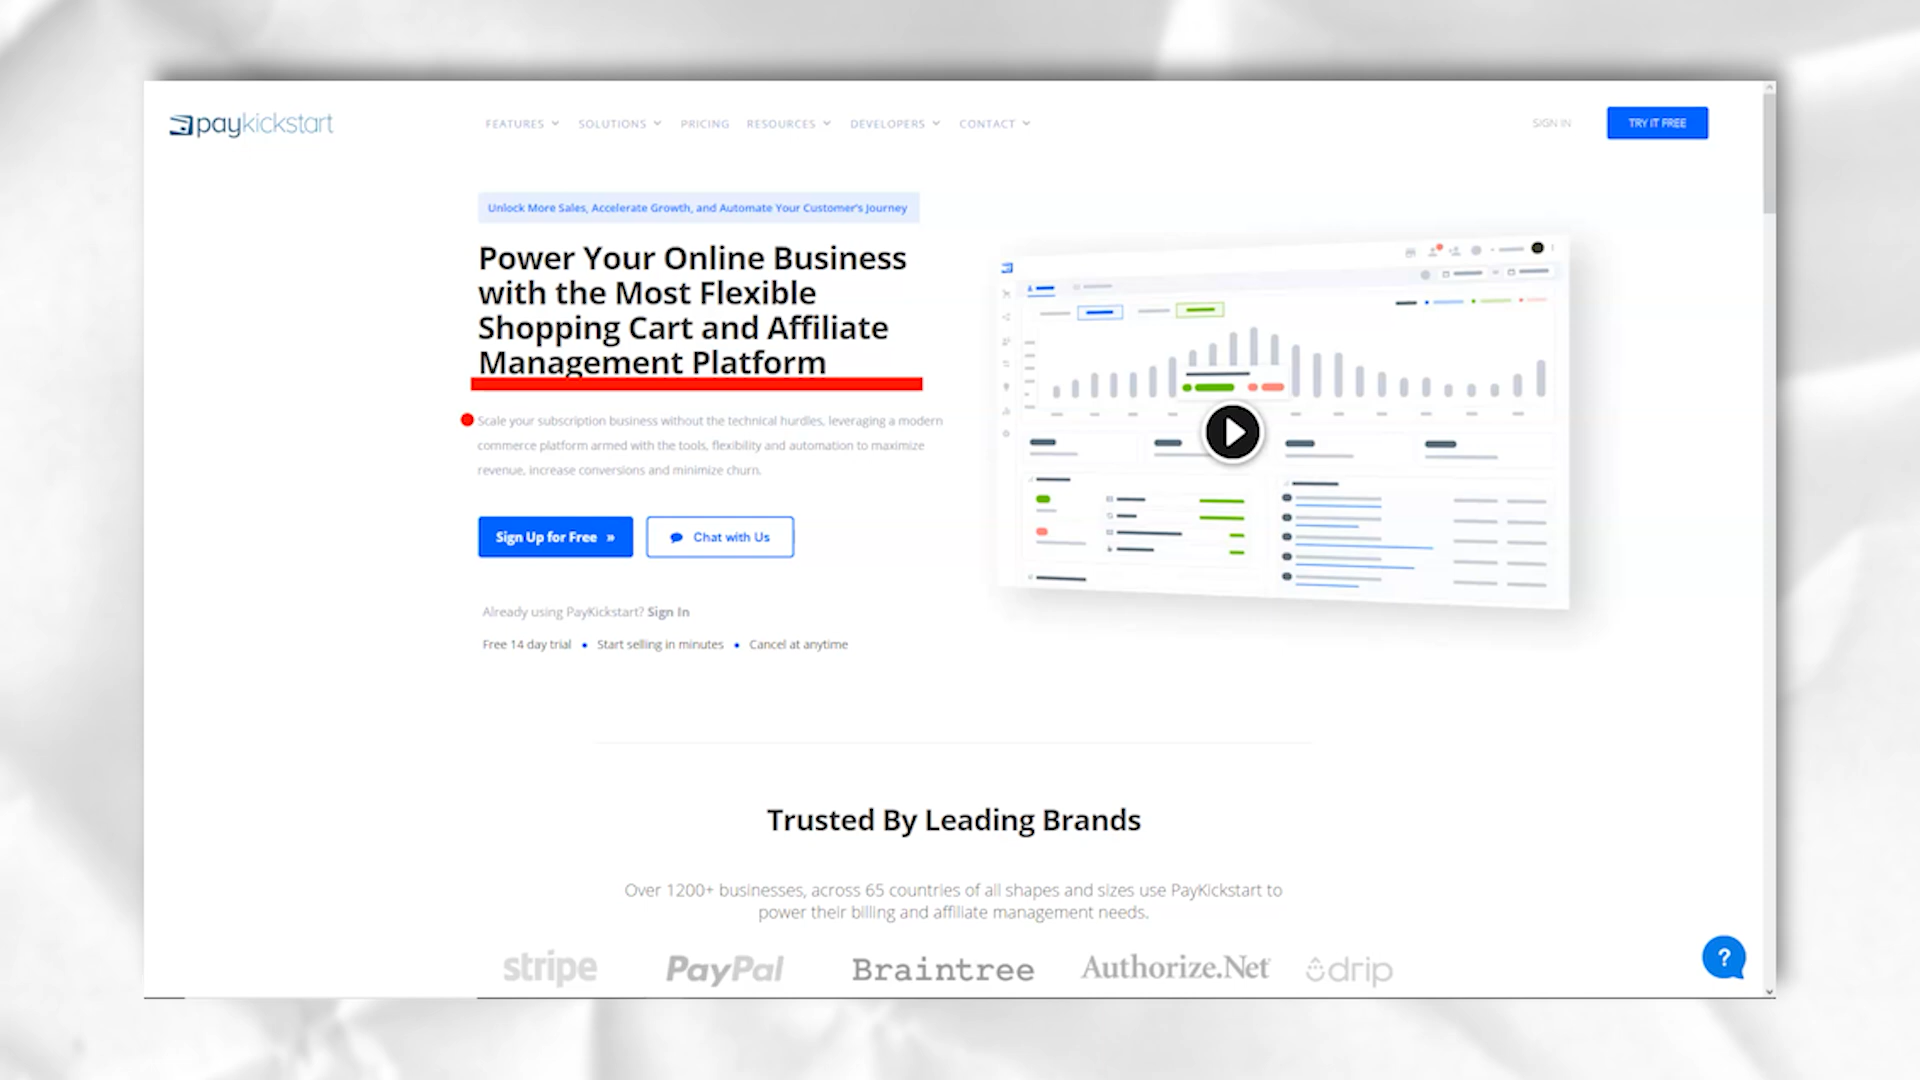 paykickstart
FEATURES SOLUTIONS PRICING RESOURCES DEVELOPERS CONTACT
SIGN IN
TRY IT FREE
Unlock More Sales, Accelerate Growth, and Automate Your Customer's Journey
Power Your Online Business
with the Most Flexible
Shopping Cart and Affiliate
Management Platform
Scale your subscription business without the technical hurdles, leveraging a modern
commerce platform armed with the tools, flexibility and automation to maximize
revenue, increase conversions and minimize churn.
Sign Up for Free »
Chat with Us
Already using PayKickstart? Sign In
Free 14 day trial • Start selling in minutes • Cancel at anytime
Trusted By Leading Brands
Over 1200+ businesses, across 65 countries of all shapes and sizes use PayKickstart to
power their billing and affiliate management needs.
stripe PayPal Braintree Authorize.Net drip
?